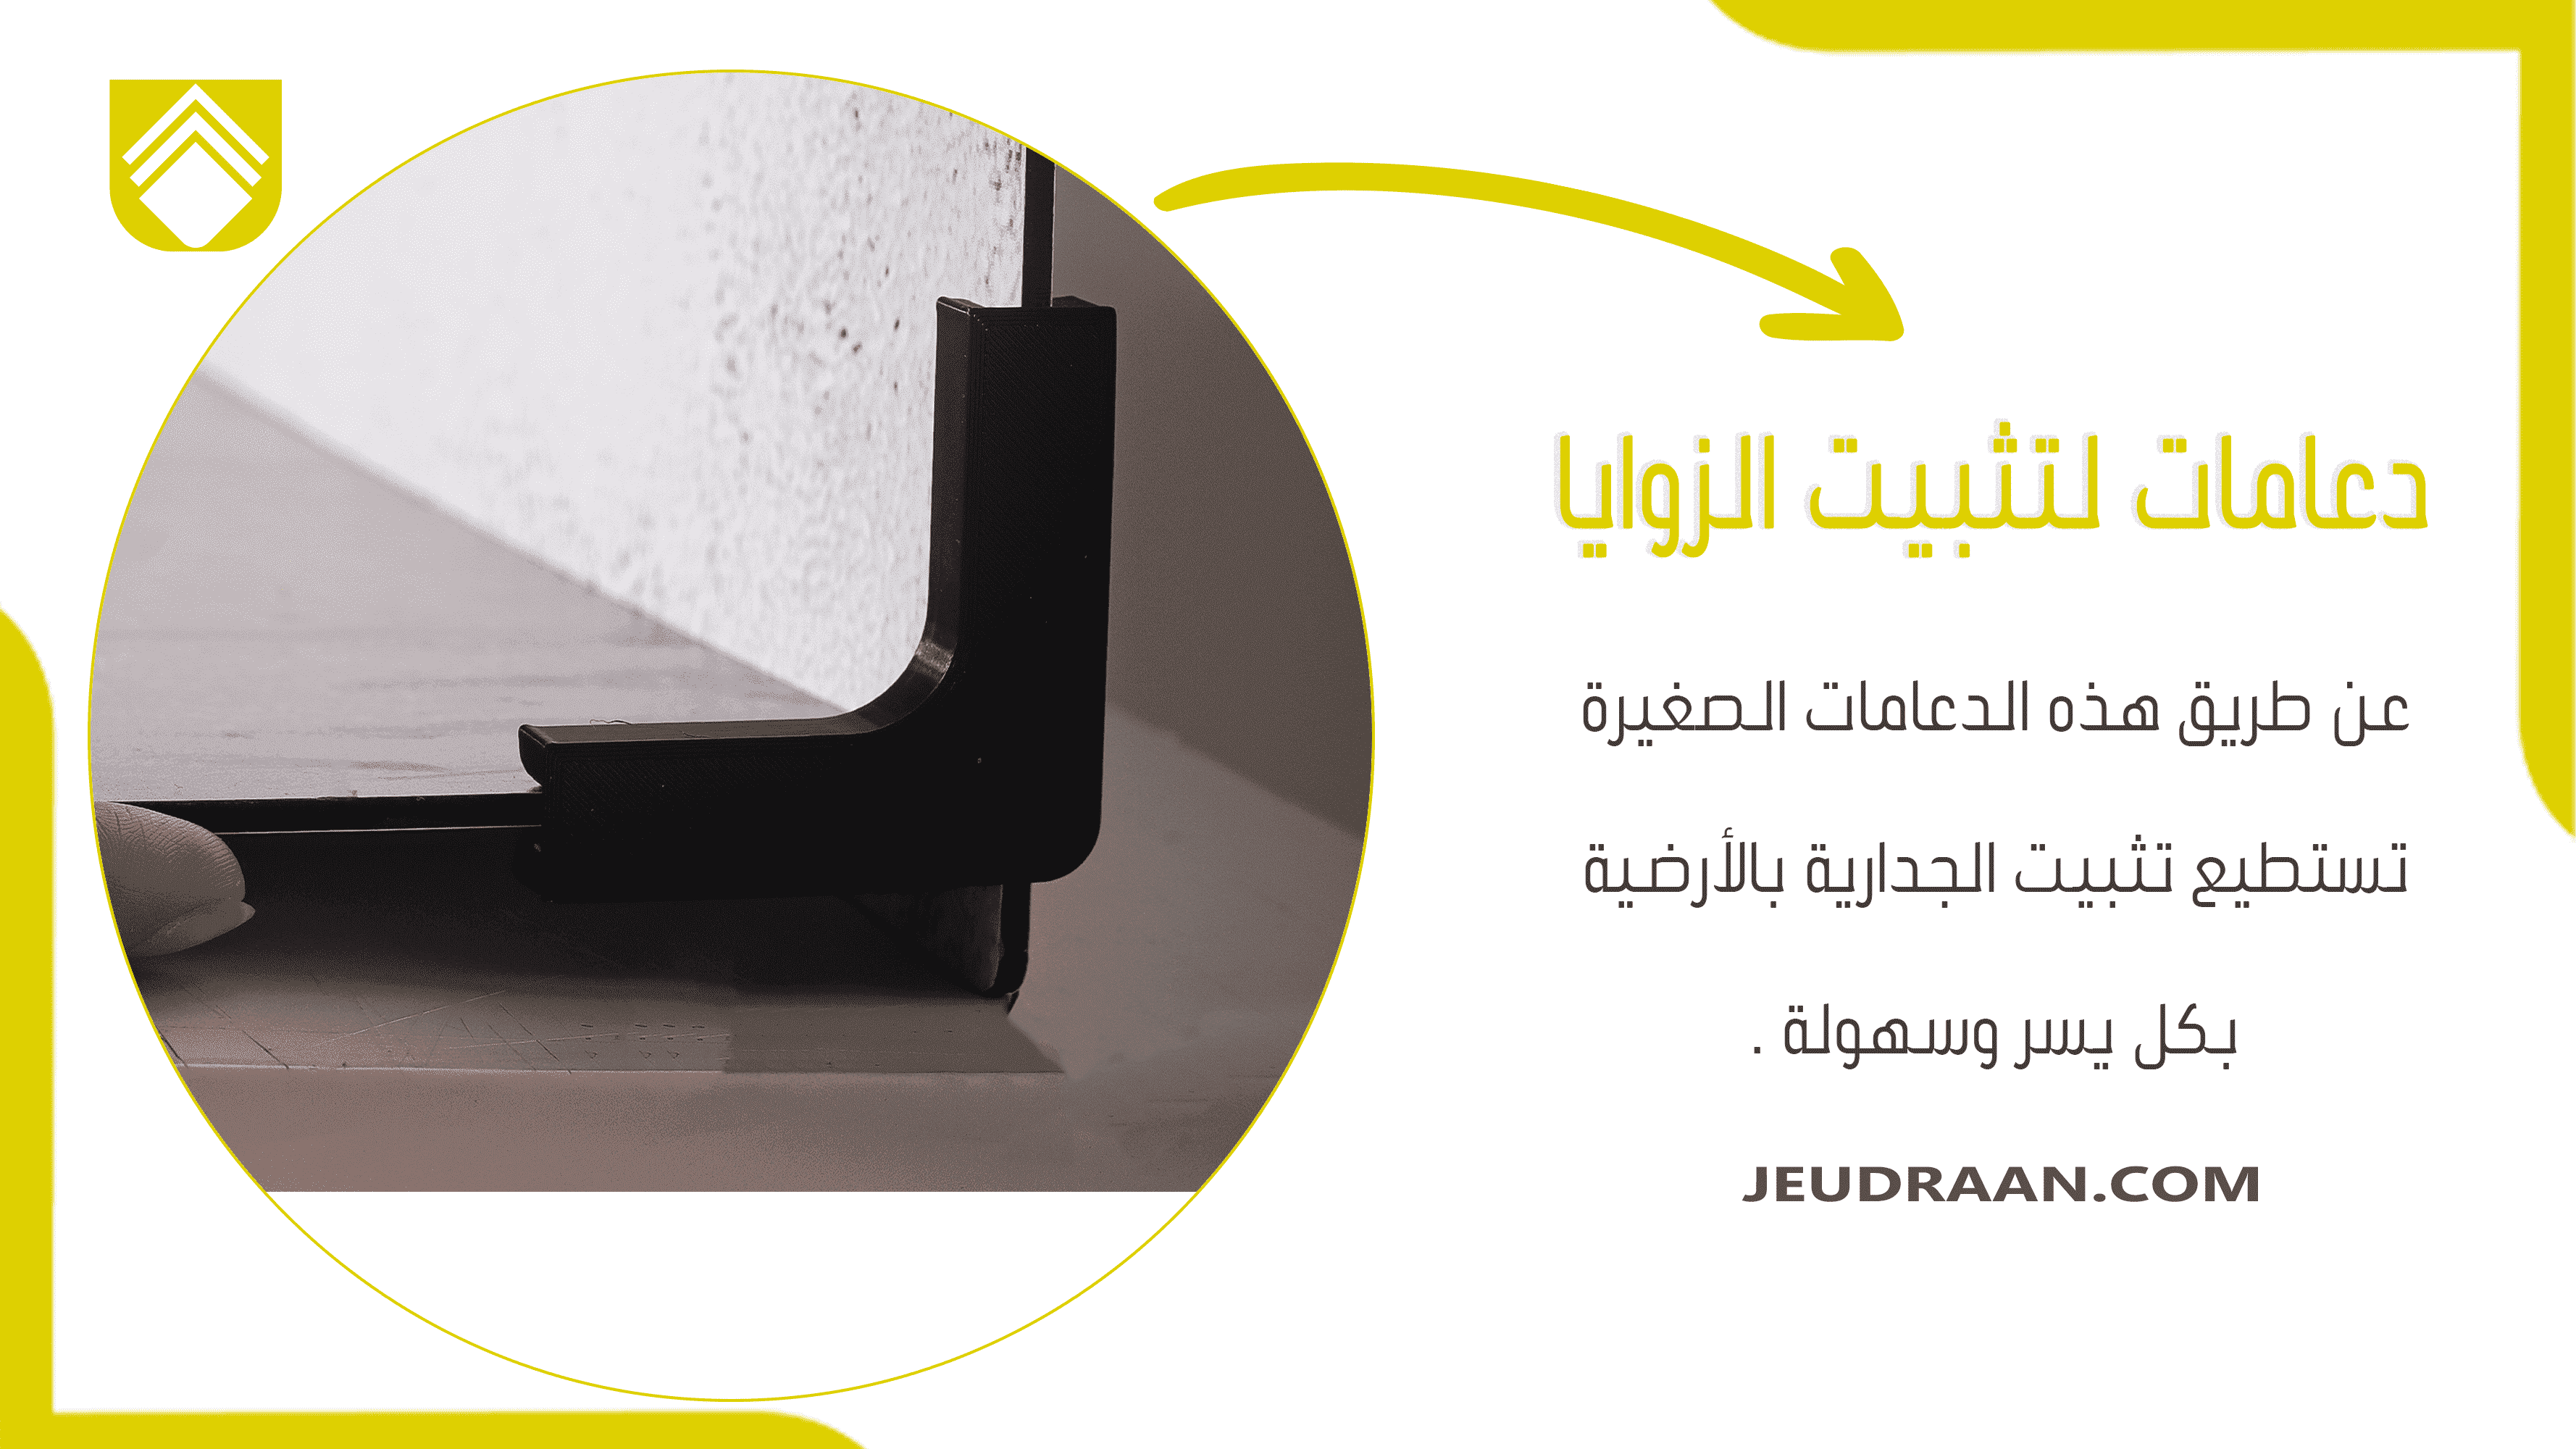 دعامات لتثبيت الزوايا
عن طريق هذه الدعامات الصغيرة
تستطيع تثبيت الجدارية بالأرضية
بكل يسر وسهولة .
JEUDRAAN.COM